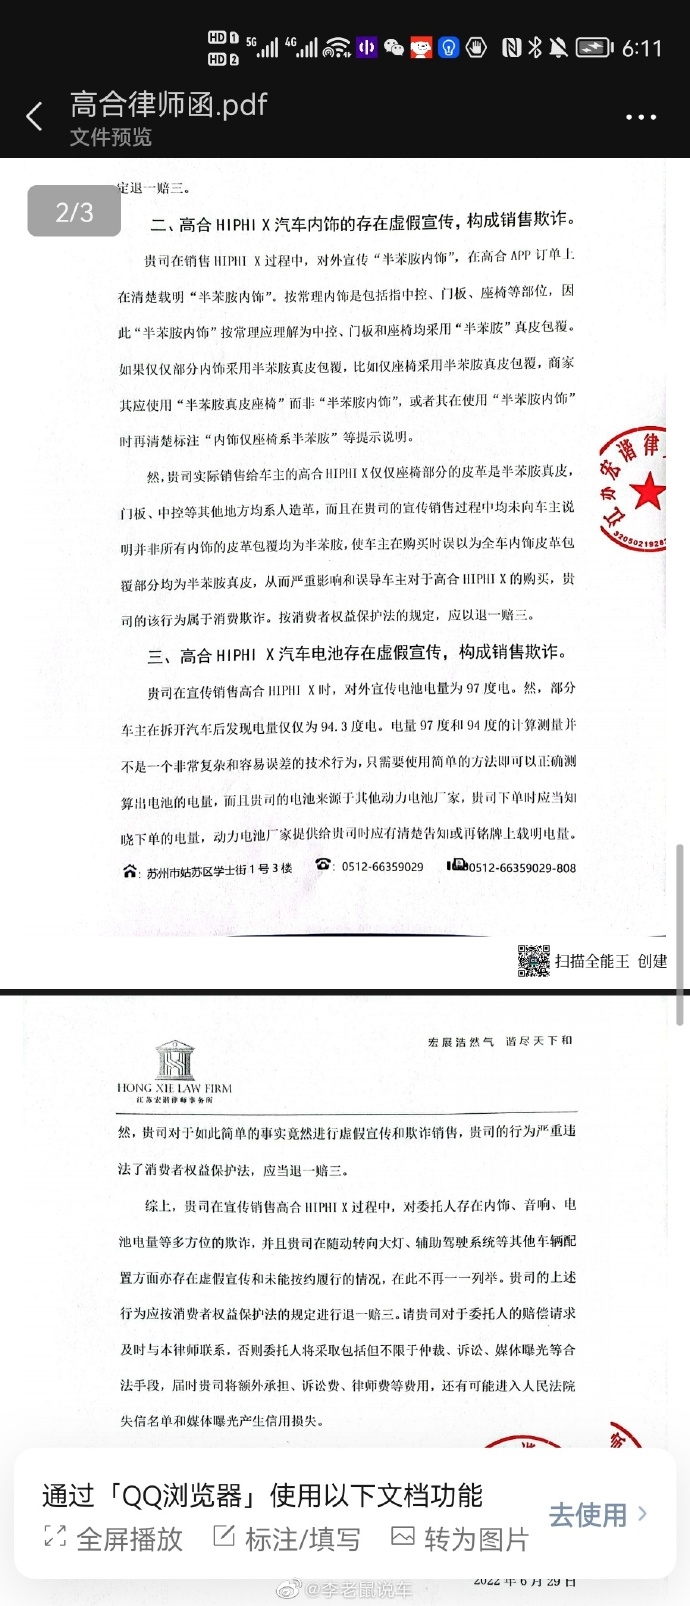 HD 1 5G 4G 6:11
HD 2
高合律师函.pdf
文件预览
2/3
定退一赔三。
二、高合 HIPHI X 汽车内饰的存在虚假宣传，构成销售欺诈。
贵司在销售 HIPHI X 过程中，对外宣传“半苯胺内饰”，在高合 APP 订单上
在清楚载明“半苯胺内饰”。按常理内饰是包括指中控、门板、座椅等部位，因
此“半苯胺内饰”按常理应理解为中控、门板和座椅均采用“半苯胺”真皮包覆。
如果仅仅部分内饰采用半苯胺真皮包覆，比如仅座椅采用半苯胺真皮包覆，商家
其应使用“半苯胺真皮座椅”而非“半苯胺内饰”，或者其在使用“半苯胺内饰”
时再清楚标注“内饰仅座椅系半苯胺”等提示说明。
然，贵司实际销售给车主的高合 HIPHI X 仅仅座椅部分的皮革是半苯胺真皮，
门板、中控等其他地方均系人造革，而且在贵司的宣传销售过程中均未向车主说
明并非所有内饰的皮革包覆均为半苯胺，使车主在购买时误以为全车内饰皮革包
覆部分均为半苯胺真皮，从而严重影响和误导车主对于高合 HIPHI X 的购买，贵
司的该行为属于消费欺诈。按消费者权益保护法的规定，应以退一赔三。
江苏宏谐律
3205021928
三、高合 HIPHI X 汽车电池存在虚假宣传，构成销售欺诈。
贵司在宣传销售高合 HIPHI X 时，对外宣传电池电量为 97 度电。然，部分
车主在拆开汽车后发现电量仅仅为 94.3 度电。电量 97 度和 94 度的计算测量并
不是一个非常复杂和容易误差的技术行为，只需要使用简单的方法即可以正确测
算出电池的电量，而且贵司的电池来源于其他动力电池厂家，贵司下单时应当知
晓下单的电量，动力电池厂家提供给贵司时应有清楚告知或再铭牌上载明电量。
：苏州市姑苏区学士街 1 号 3 楼 ：0512-66359029 0512-66359029-808
扫描全能王 创建
宏展浩然气 谐尽天下和
HONG XIE LAW FIRM
江苏宏谐律师事务所
然，贵司对于如此简单的事实竟然进行虚假宣传和欺诈销售，贵司的行为严重违
法了消费者权益保护法，应当退一赔三。
综上，贵司在宣传销售高合 HIPHI X 过程中，对委托人存在内饰、音响、电
池电量等多方位的欺诈，并且贵司在随动转向大灯、辅助驾驶系统等其他车辆配
置方面亦存在虚假宣传和未能按约履行的情况，在此不再一一列举。贵司的上述
行为应按消费者权益保护法的规定进行退一赔三。请贵司对于委托人的赔偿请求
及时与本律师联系，否则委托人将采取包括但不限于仲裁、诉讼、媒体曝光等合
法手段，届时贵司将额外承担、诉讼费、律师费等费用，还有可能进入人民法院
失信名单和媒体曝光产生信用损失。
通过「QQ浏览器」使用以下文档功能
去使用
全屏播放 标注/填写 转为图片
@李老鼠说车
2022 年 6 月 29 日